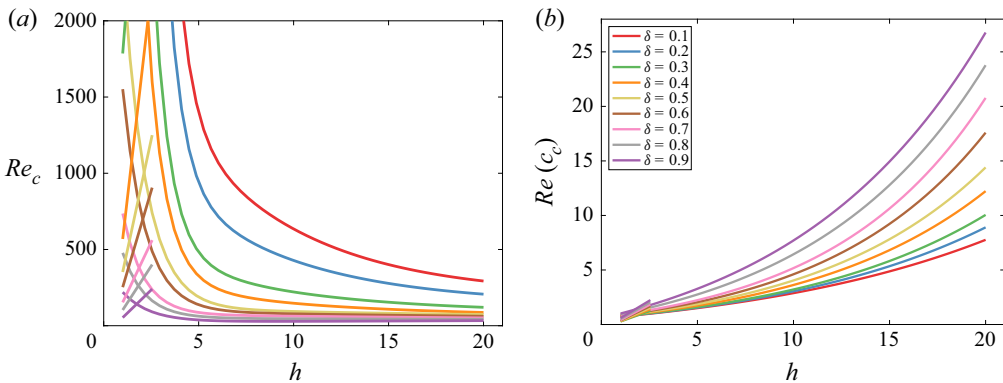 (a)
2000
1500
1000
500
0
Re_c
0
5
10
15
20
h
(b)
25
20
15
10
5
0
Re (c_c)
δ = 0.1
δ = 0.2
δ = 0.3
δ = 0.4
δ = 0.5
δ = 0.6
δ = 0.7
δ = 0.8
δ = 0.9
5
10
15
20
h